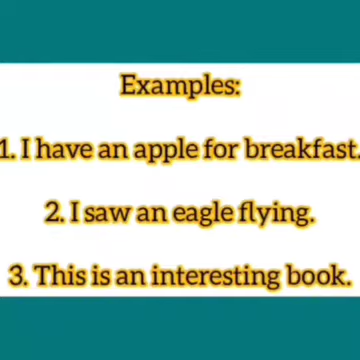 Examples:
1. I have an apple for breakfast.
2. I saw an eagle flying.
3. This is an interesting book.